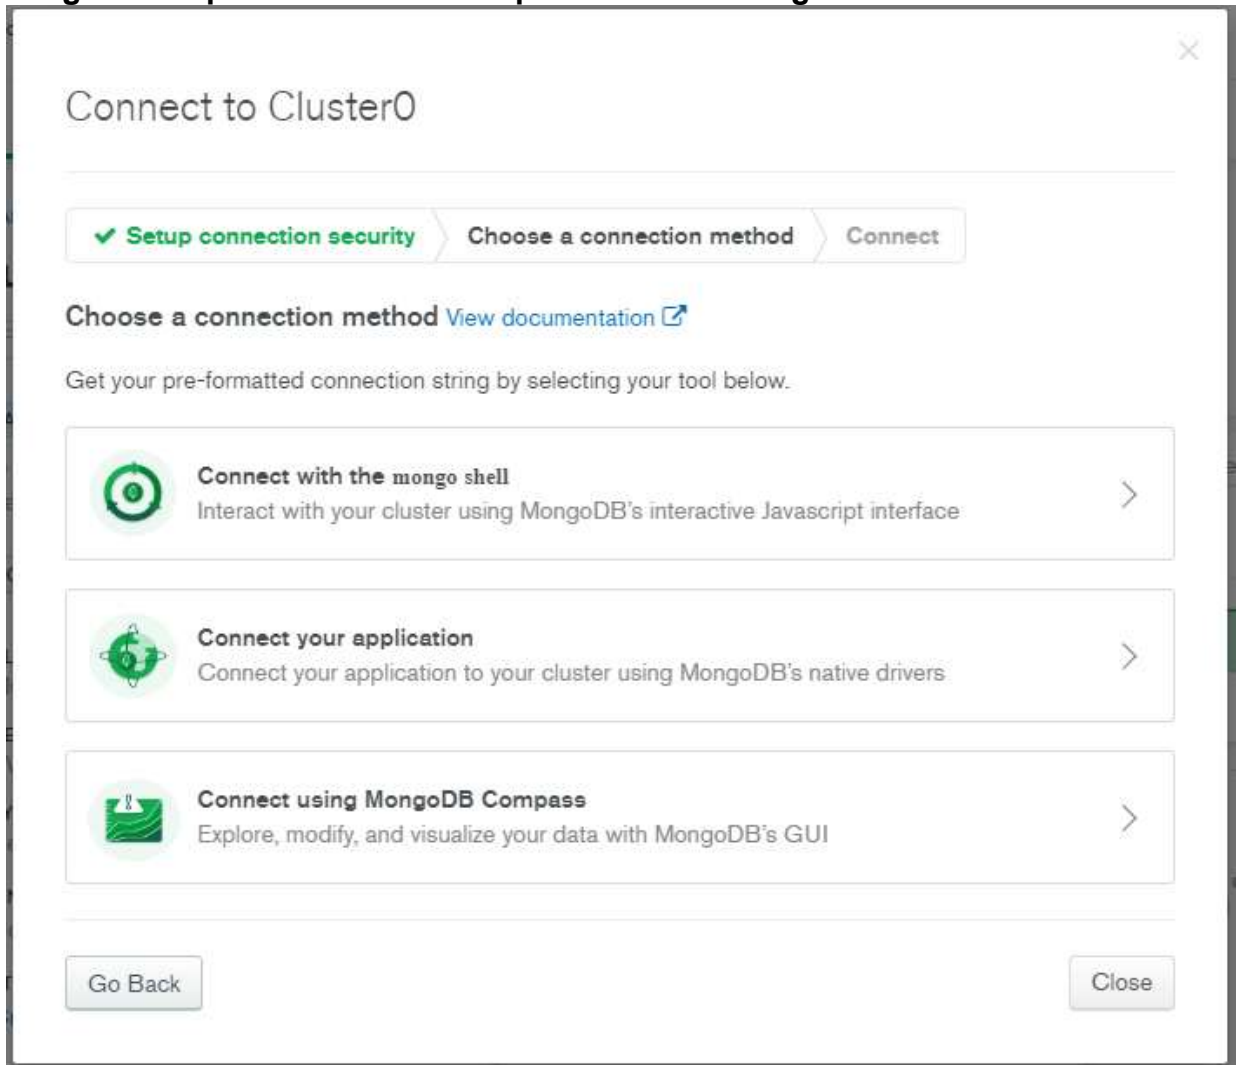 Connect to Cluster0
Setup connection security Choose a connection method Connect
Choose a connection method View documentation
Get your pre-formatted connection string by selecting your tool below.
Connect with the mongo shell
Interact with your cluster using MongoDB's interactive Javascript interface
Connect your application
Connect your application to your cluster using MongoDB's native drivers
Connect using MongoDB Compass
Explore, modify, and visualize your data with MongoDB's GUI
Go Back Close